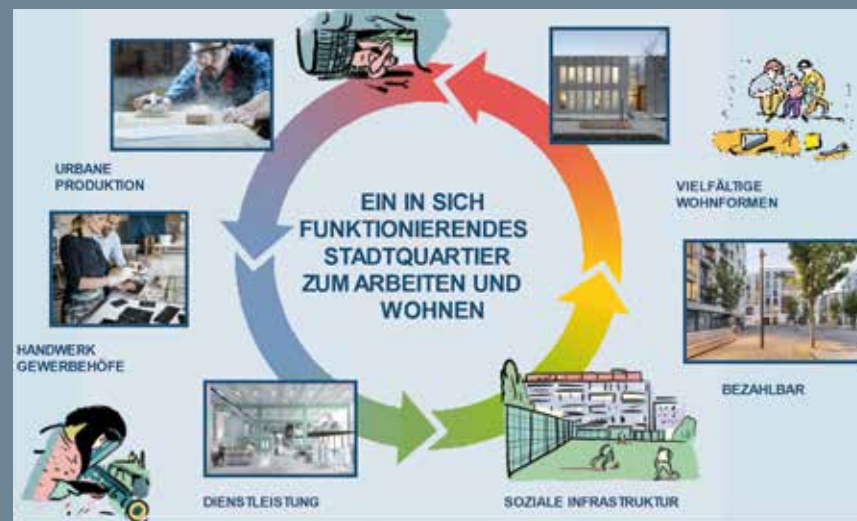 URBANE
PRODUKTION
EIN IN SICH
FUNKTIONIERENDES
STADTQUARTIER
ZUM ARBEITEN UND
WOHNEN
VIELFÄLTIGE
WOHNFORMEN
HANDWERK
GEWERBEHÖFE
BEZAHLBAR
DIENSTLEISTUNG
SOZIALE INFRASTRUKTUR